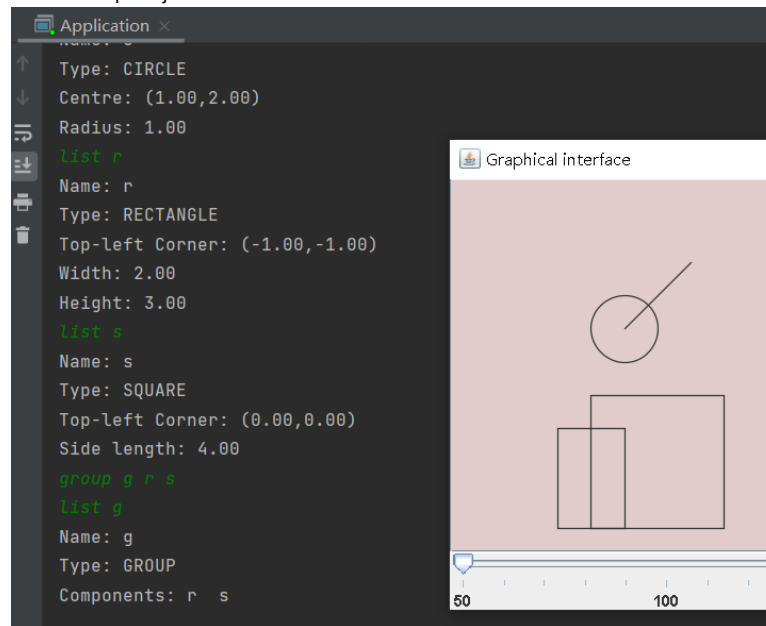 Application
Type: CIRCLE
Centre: (1.00,2.00)
Radius: 1.00
list r
Name: r
Type: RECTANGLE
Top-left Corner: (-1.00,-1.00)
Width: 2.00
Height: 3.00
list s
Name: s
Type: SQUARE
Top-left Corner: (0.00,0.00)
Side length: 4.00
group g r s
list g
Name: g
Type: GROUP
Components: r  s
Graphical interface
50 100